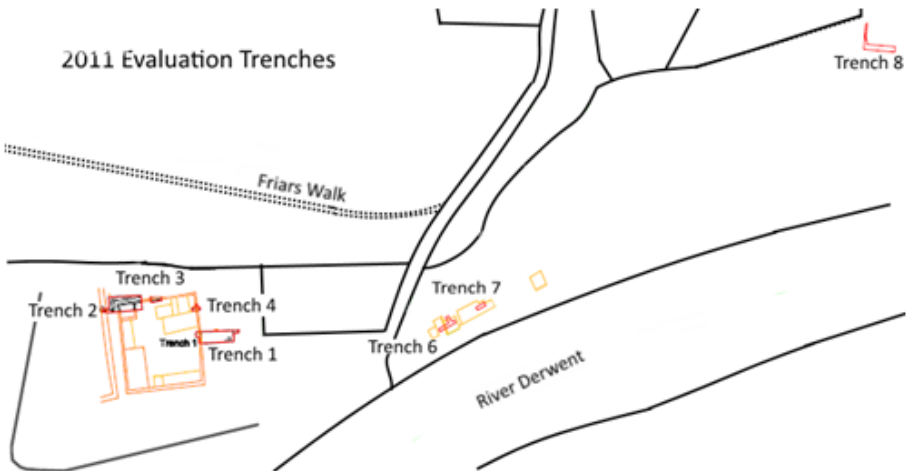 2011 Evaluation Trenches
Trench 8
Friars Walk
Trench 3
Trench 2
Trench 4
Trench 7
Trench 1
Trench 1
Trench 6
River Derwent